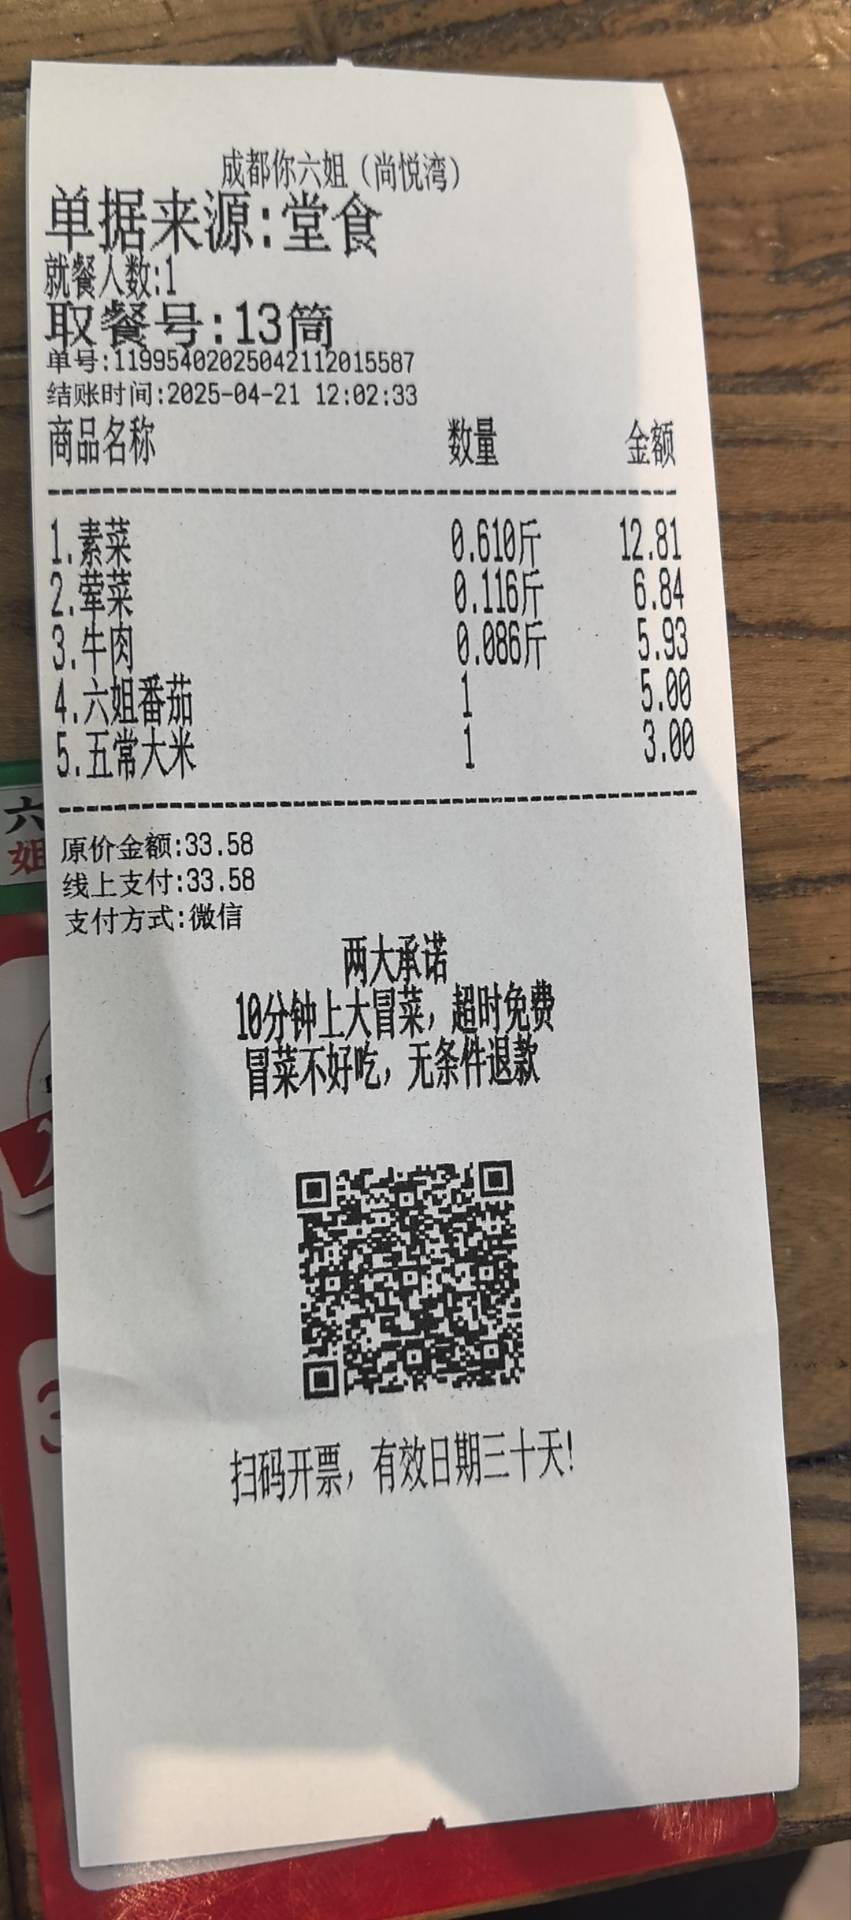 成都你六姐（尚悦湾）
单据来源:堂食
就餐人数:1
取餐号:13筒
单号:119954020250421120155​87
结账时间:2025-04-21 12:02:33
商品名称 数量 金额
1.素菜 0.610斤 12.81
2.荤菜 0.116斤 6.84
3.牛肉 0.086斤 5.93
4.六姐番茄 1 5.00
5.五常大米 1 3.00
原价金额:33.58
线上支付:33.58
支付方式:微信
两大承诺
10分钟上大冒菜，超时免费
冒菜不好吃，无条件退款
扫码开票，有效日期三十天!
六
姐